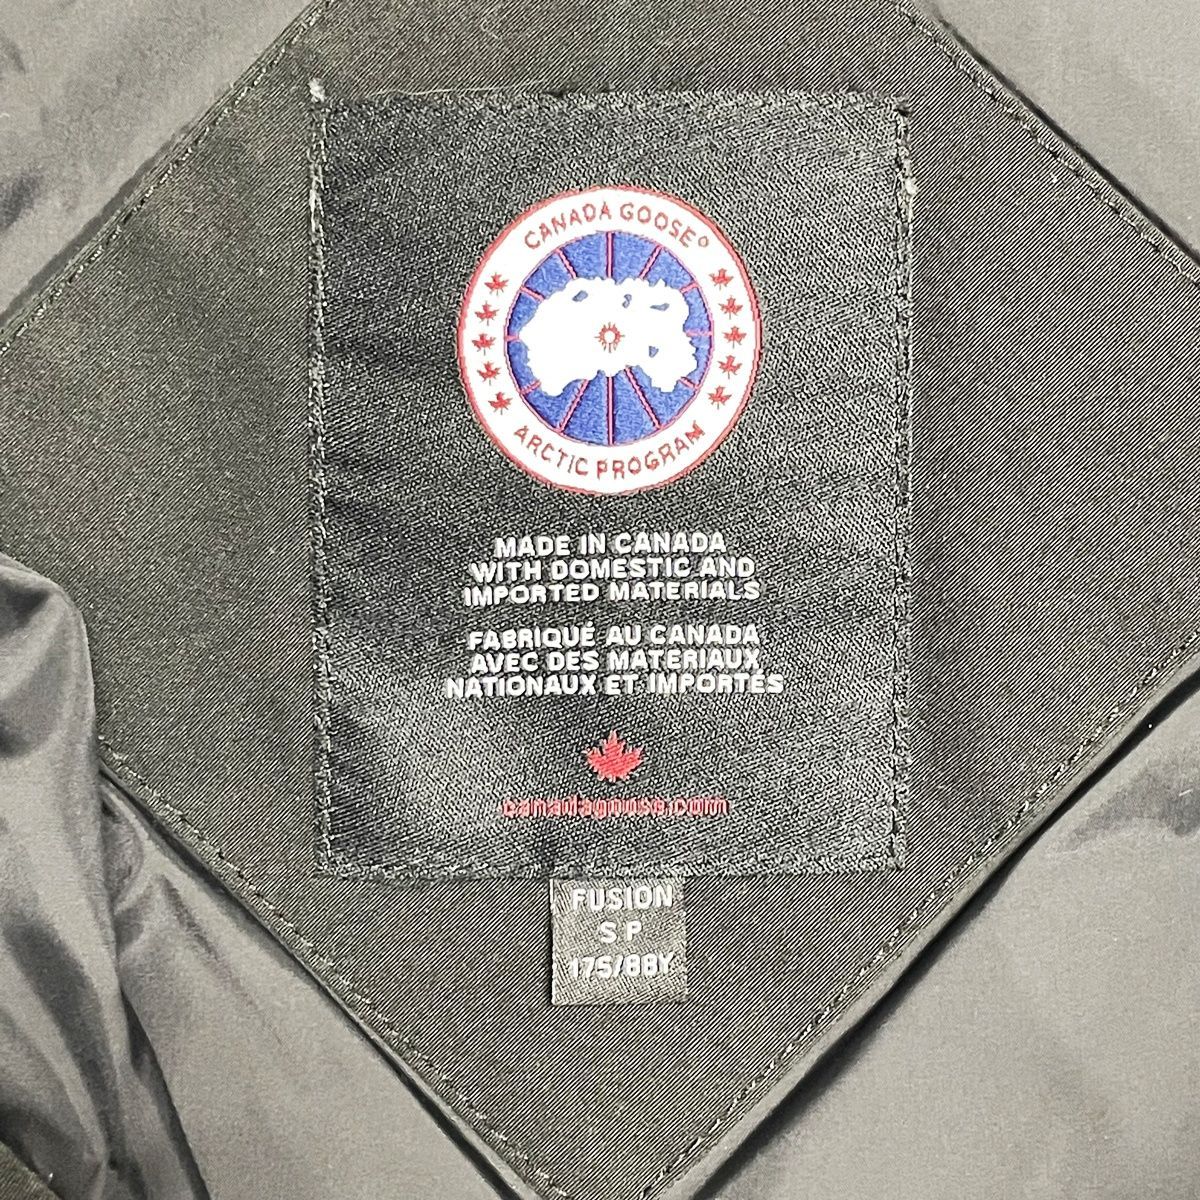 CANADA GOOSE
ARCTIC PROGRAM
MADE IN CANADA
WITH DOMESTIC AND
IMPORTED MATERIALS
FABRIQUÉ AU CANADA
AVEC DES MATERIAUX
NATIONAUX ET IMPORTÉS
canadagoose.com
FUSION
S P
175/88Y